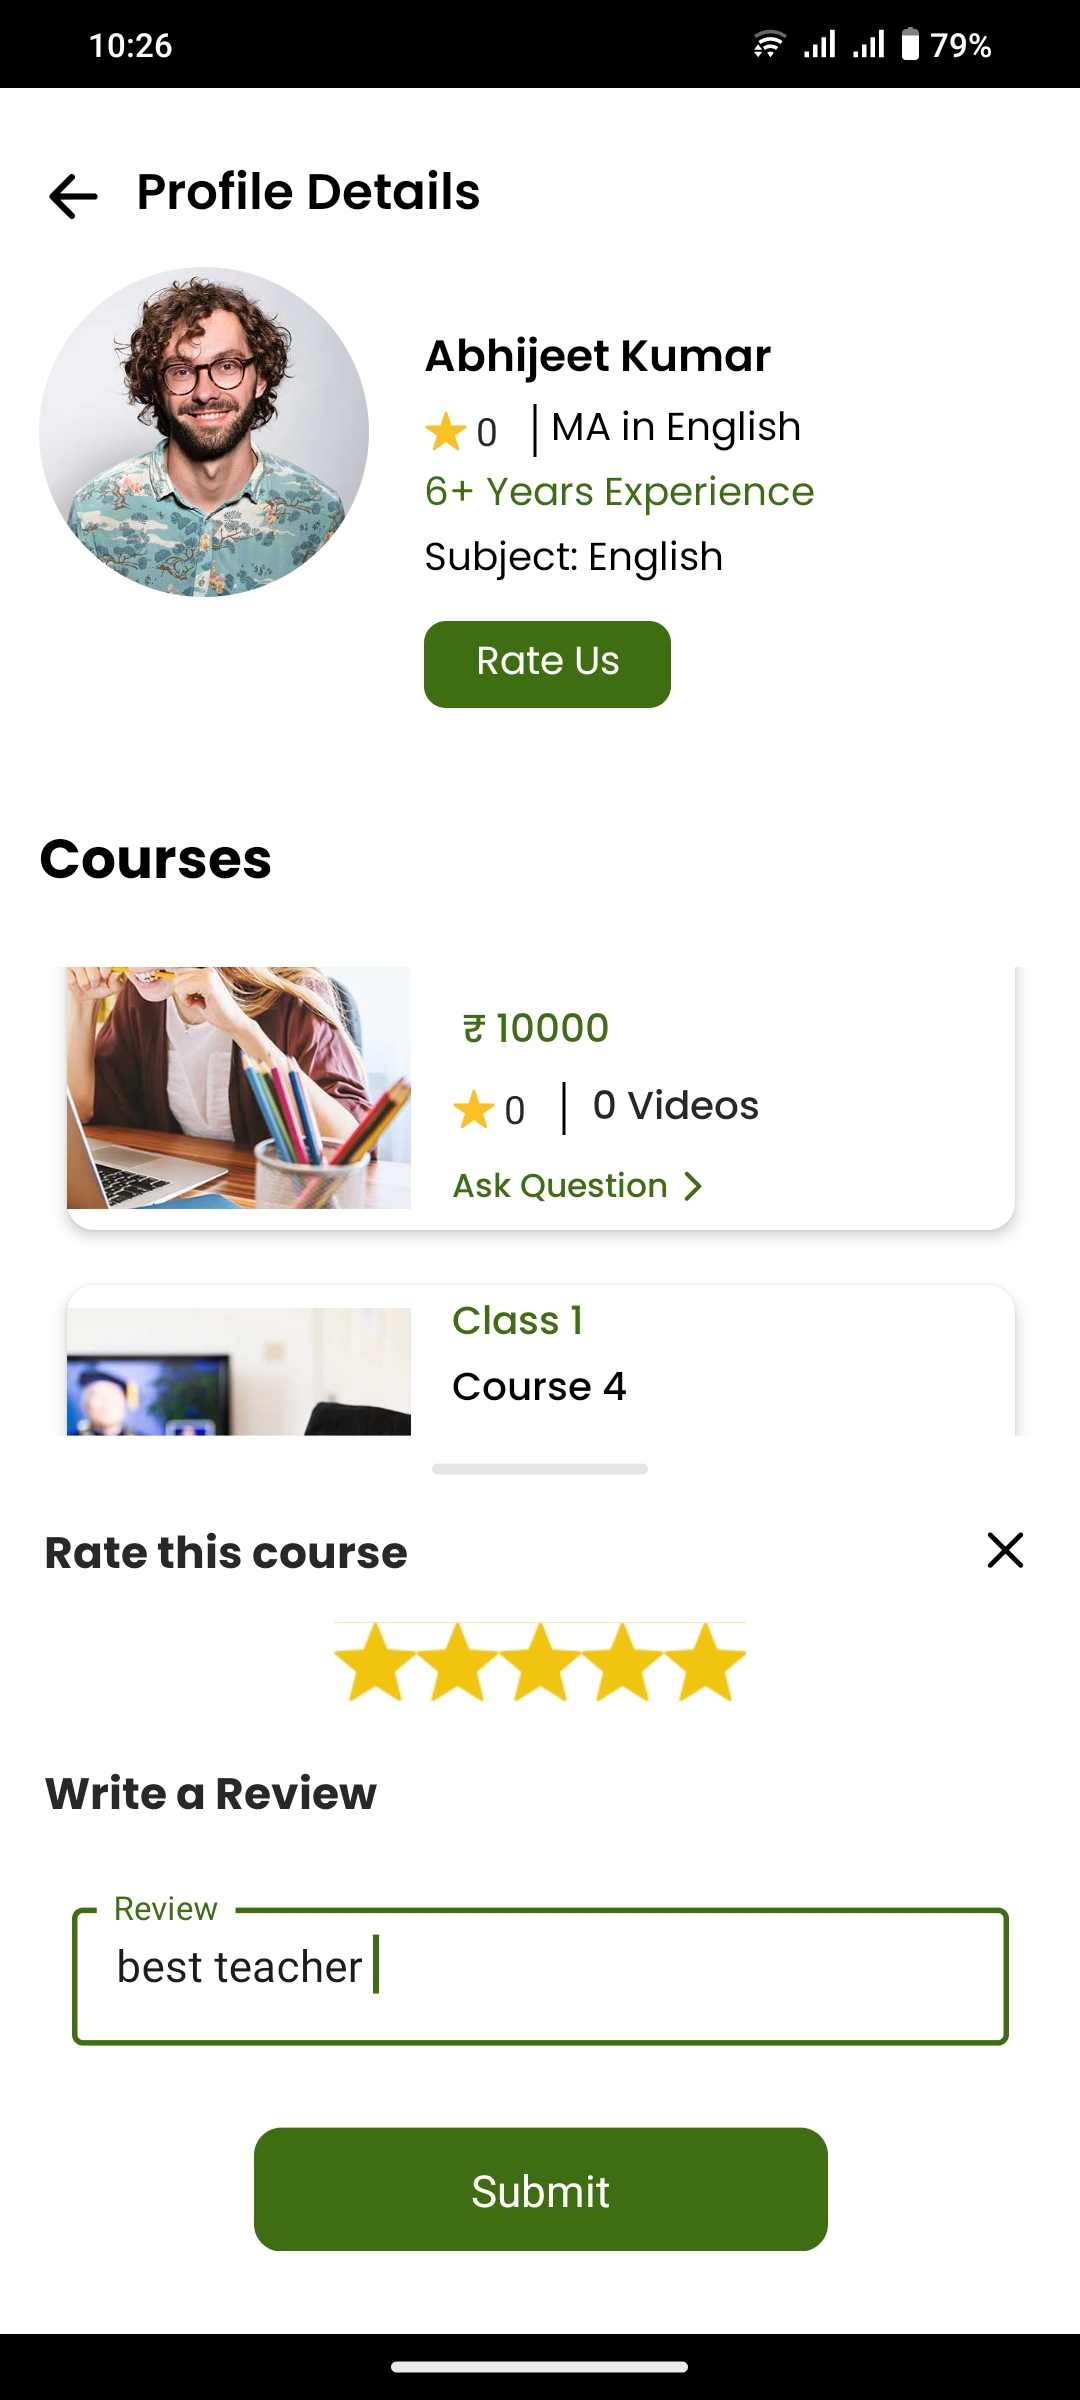 10:26
79%
Profile Details
Abhijeet Kumar
0 | MA in English
6+ Years Experience
Subject: English
Rate Us
Courses
₹ 10000
0 | 0 Videos
Ask Question
Class 1
Course 4
Rate this course
Write a Review
Review
best teacher
Submit